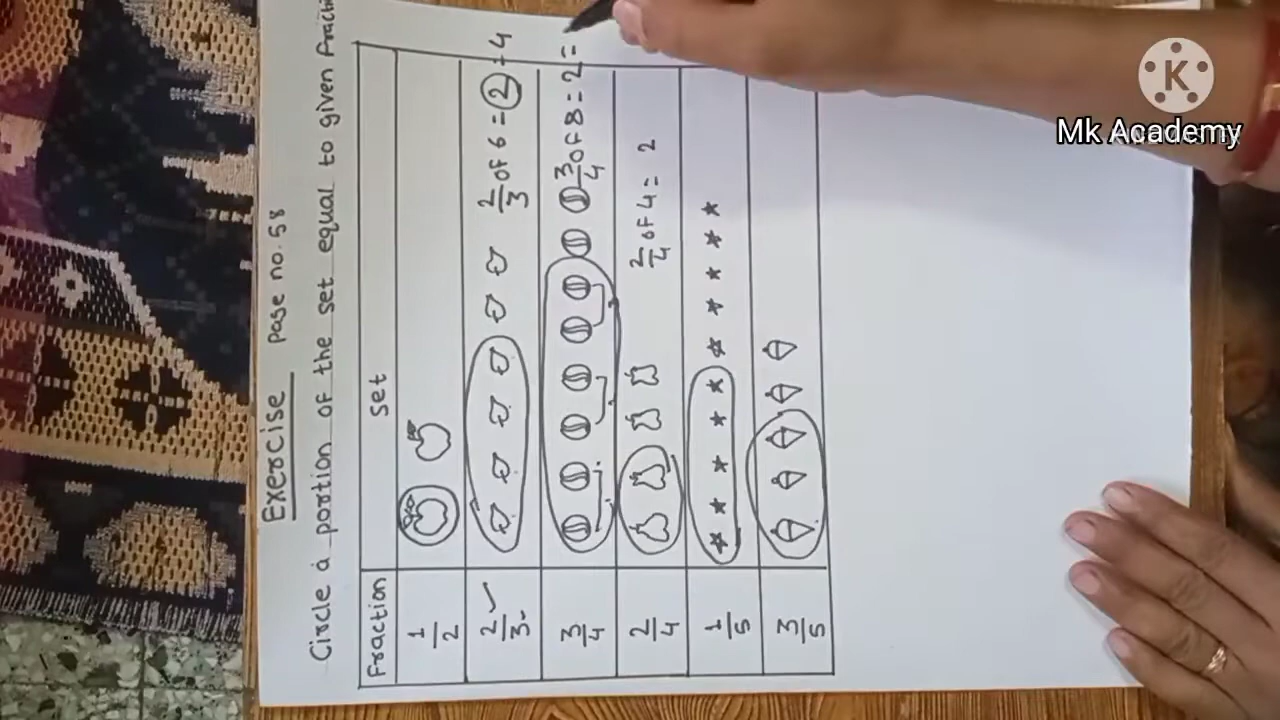 Exercise Page no. 58
Circle a portion of the set equal to given fracti
Fraction Set
1/2
2/3 2/3 of 6 = 2 = 4
3/4 3/4 of 8 = 2 =
2/4 2/4 of 4 = 2
1/5
3/5
K
Mk Academy